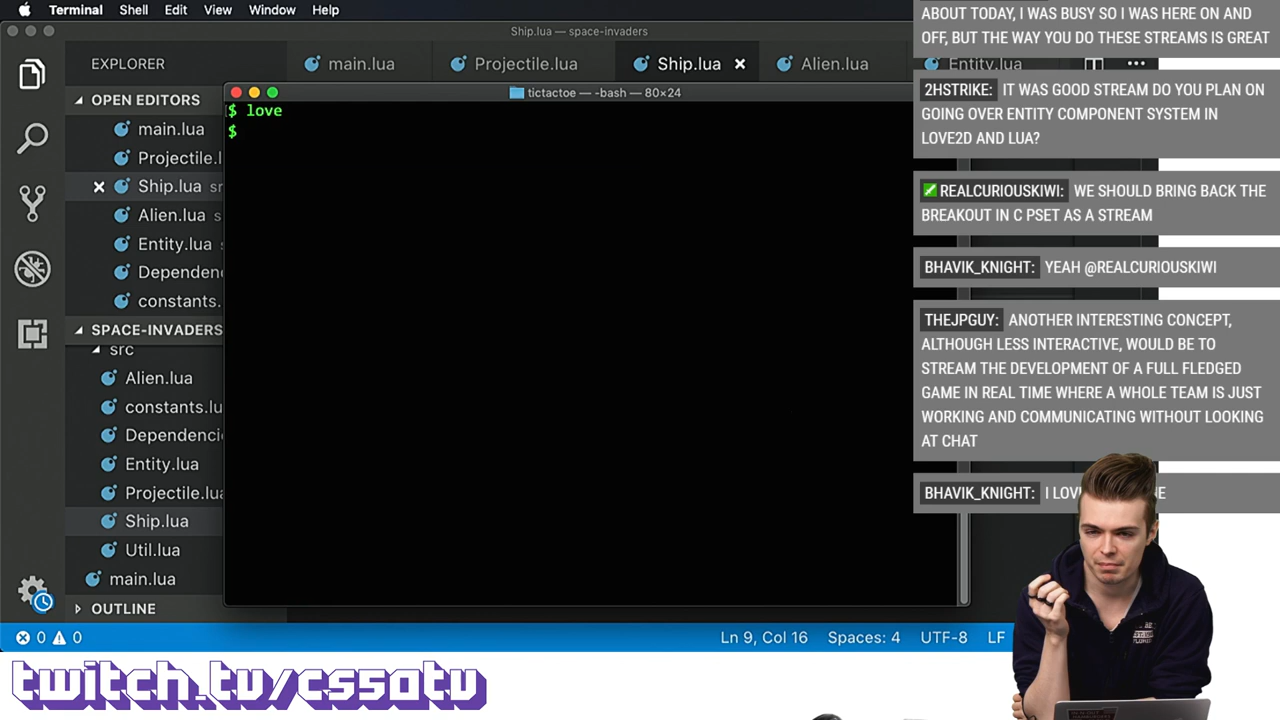 Terminal Shell Edit View Window Help
Ship.lua — space-invaders
EXPLORER
main.lua
Projectile.lua
Ship.lua
Alien.lua
Entity.lua
OPEN EDITORS
main.lua
Projectile.l
Ship.lua sr
Alien.lua s
Entity.lua
Dependenc
constants.
SPACE-INVADERS
src
Alien.lua
constants.lu
Dependenci
Entity.lua
Projectile.lua
Ship.lua
Util.lua
main.lua
OUTLINE
tictactoe — -bash — 80×24
$ love
$
0 0
Ln 9, Col 16 Spaces: 4 UTF-8 LF
ABOUT TODAY, I WAS BUSY SO I WAS HERE ON AND
OFF, BUT THE WAY YOU DO THESE STREAMS IS GREAT
2HSTRIKE: IT WAS GOOD STREAM DO YOU PLAN ON
GOING OVER ENTITY COMPONENT SYSTEM IN
LOVE2D AND LUA?
REALCURIOUSKIWI: WE SHOULD BRING BACK THE
BREAKOUT IN C PSET AS A STREAM
BHAVIK_KNIGHT: YEAH @REALCURIOUSKIWI
THEJPGUY: ANOTHER INTERESTING CONCEPT,
ALTHOUGH LESS INTERACTIVE, WOULD BE TO
STREAM THE DEVELOPMENT OF A FULL FLEDGED
GAME IN REAL TIME WHERE A WHOLE TEAM IS JUST
WORKING AND COMMUNICATING WITHOUT LOOKING
AT CHAT
BHAVIK_KNIGHT: I LOV
twitch.tv/cs50tv